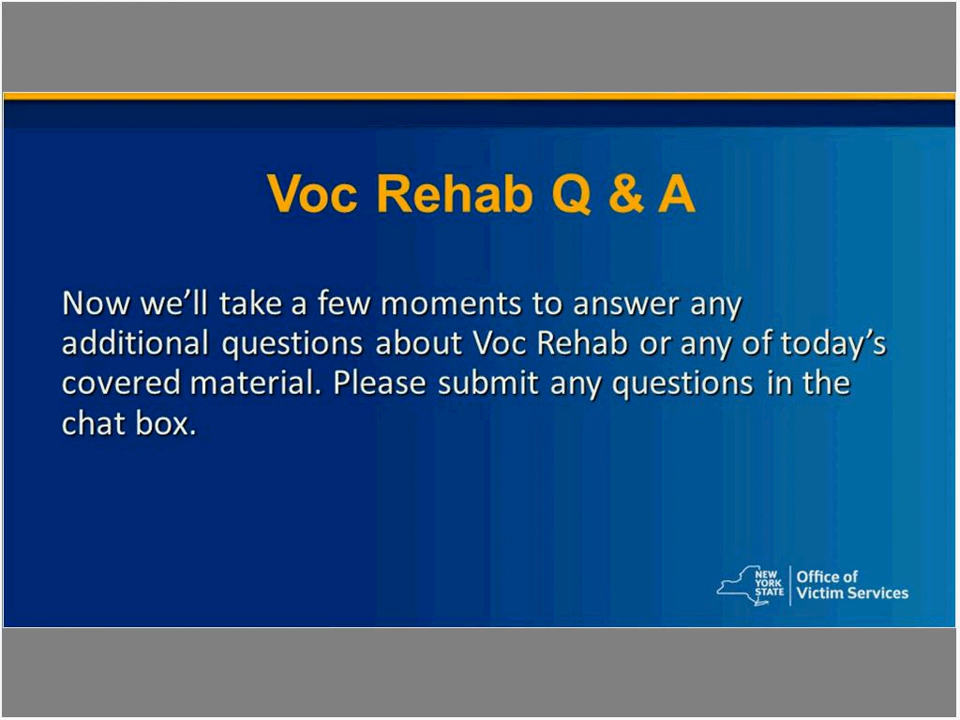 Voc Rehab Q & A
Now we’ll take a few moments to answer any
additional questions about Voc Rehab or any of today’s
covered material. Please submit any questions in the
chat box.
NEW
YORK
STATE
Office of
Victim Services